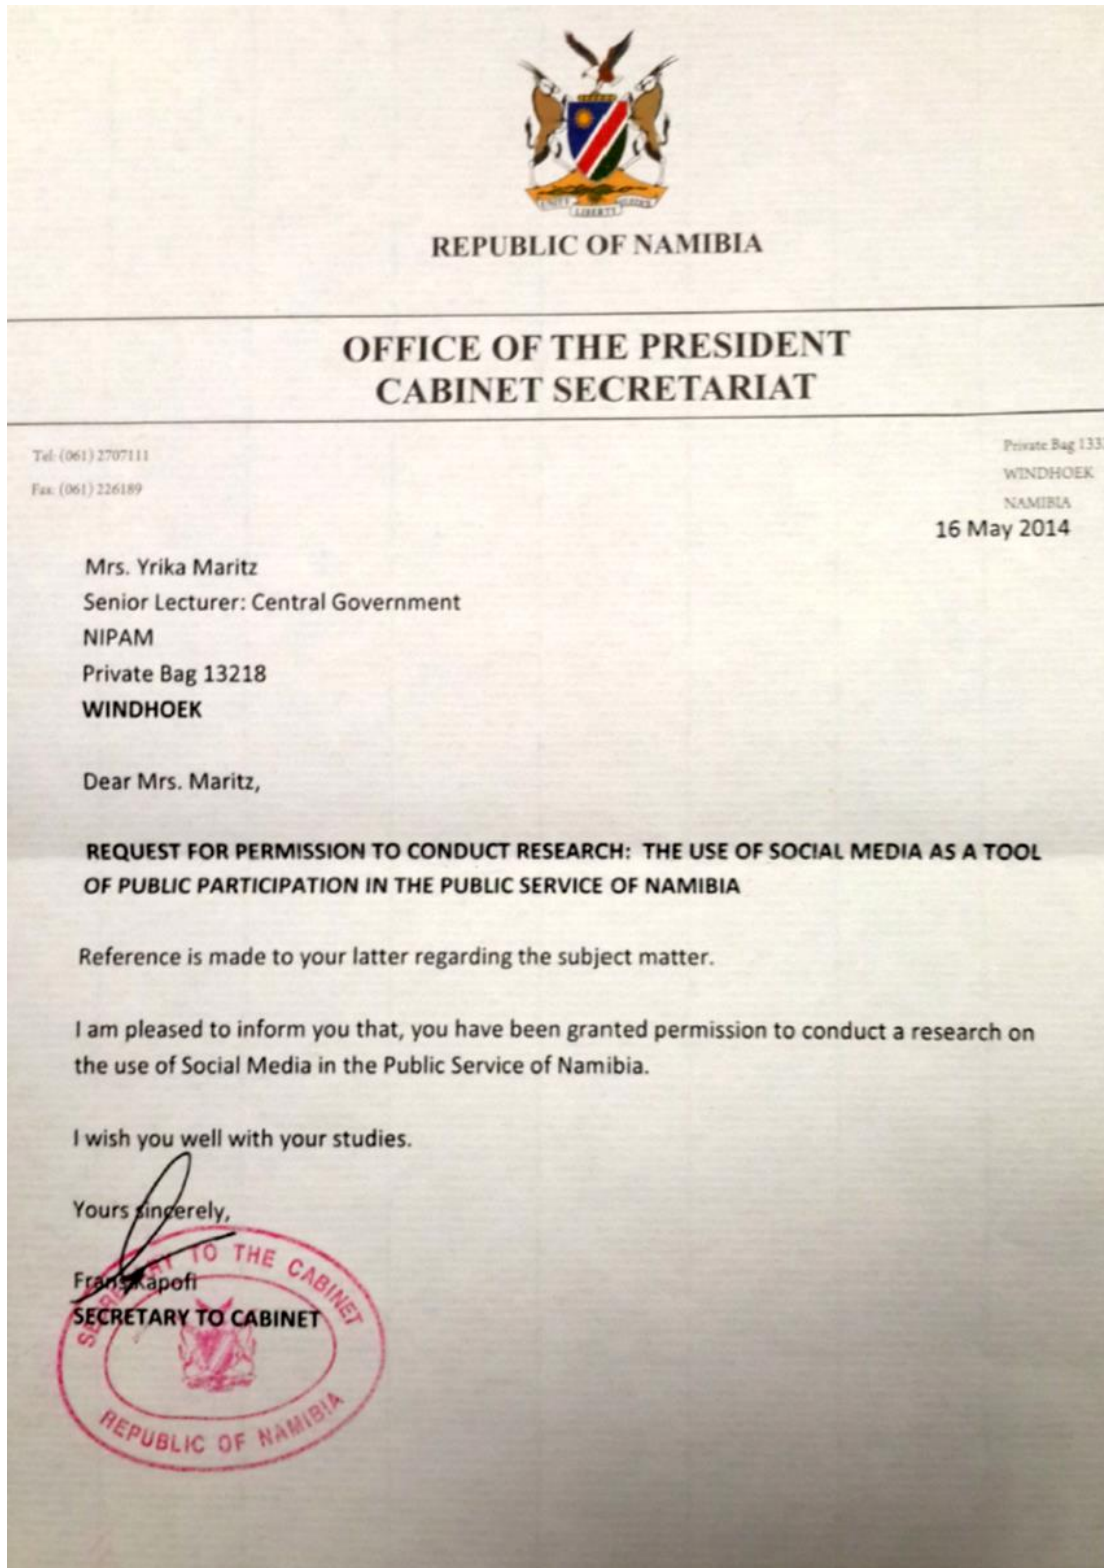 UNITY LIBERTY JUSTICE
REPUBLIC OF NAMIBIA
OFFICE OF THE PRESIDENT
CABINET SECRETARIAT
Tel: (061) 2707111
Fax: (061) 226189
Private Bag
WINDHOEK
NAMIBIA
16 May 2014
Mrs. Yrika Maritz
Senior Lecturer: Central Government
NIPAM
Private Bag 13218
WINDHOEK
Dear Mrs. Maritz,
REQUEST FOR PERMISSION TO CONDUCT RESEARCH: THE USE OF SOCIAL MEDIA AS A TOOL
OF PUBLIC PARTICIPATION IN THE PUBLIC SERVICE OF NAMIBIA
Reference is made to your latter regarding the subject matter.
I am pleased to inform you that, you have been granted permission to conduct a research on
the use of Social Media in the Public Service of Namibia.
I wish you well with your studies.
Yours sincerely,
Frans Kapofi
SECRETARY TO CABINET
SECRETARY TO THE CABINET
REPUBLIC OF NAMIBIA